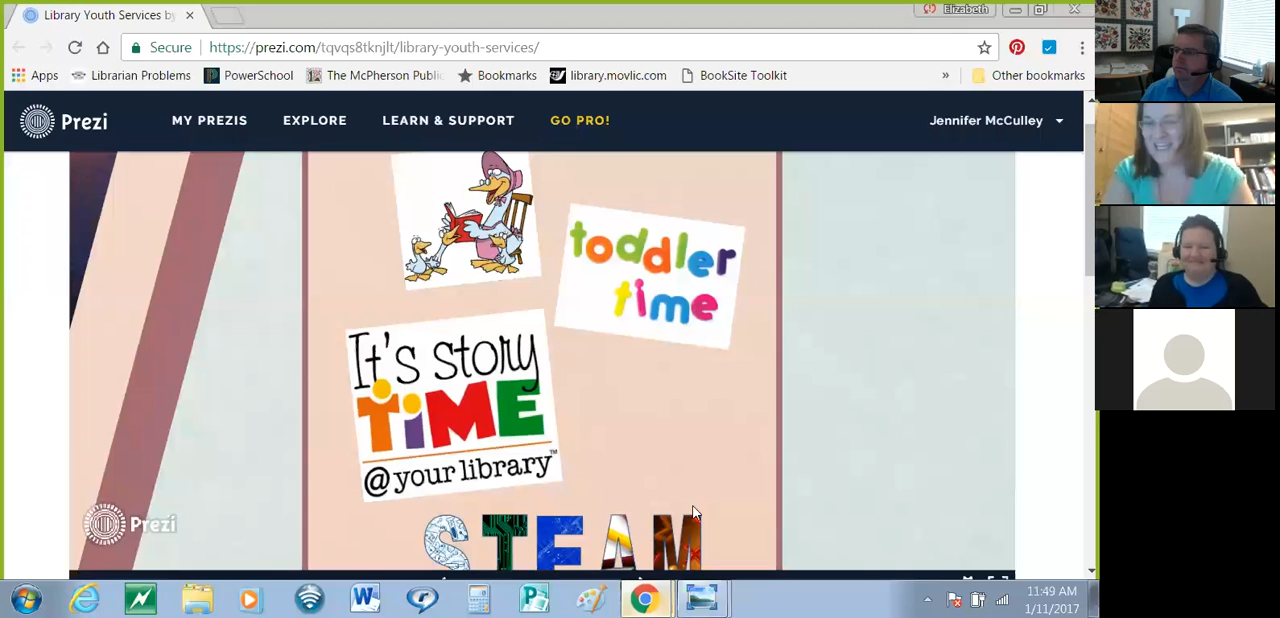 Library Youth Services by
Elizabeth
Secure
https://prezi.com/tqvqs8tknjlt/library-youth-services/
Apps
Librarian Problems
PowerSchool
The McPherson Publi
Bookmarks
library.movlic.com
BookSite Toolkit
»
Other bookmarks
Prezi
MY PREZIS
EXPLORE
LEARN & SUPPORT
GO PRO!
Jennifer McCulley
toddler
time
It's story
TiME
@ your library™
STEAM
Prezi
11:49 AM
1/11/2017